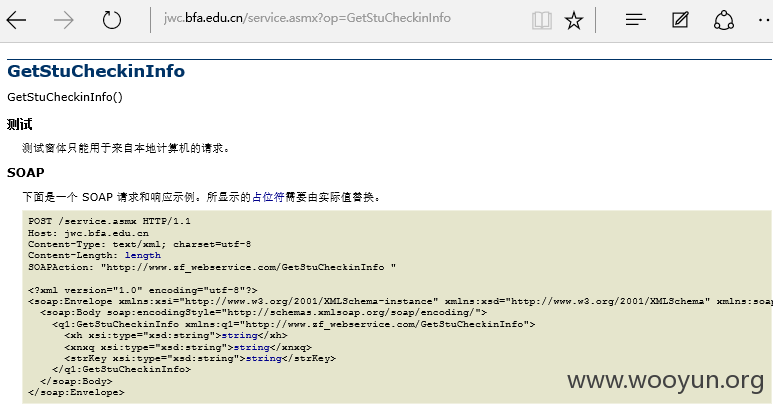 jwc.bfa.edu.cn/service.asmx?op=GetStuCheckinInfo
GetStuCheckinInfo
GetStuCheckinInfo()
测试
测试窗体只能用于来自本地计算机的请求。
SOAP
下面是一个 SOAP 请求和响应示例。所显示的占位符需要由实际值替换。
POST /service.asmx HTTP/1.1
Host: jwc.bfa.edu.cn
Content-Type: text/xml; charset=utf-8
Content-Length: length
SOAPAction: "http://www.zf_webservice.com/GetStuCheckinInfo "
<?xml version="1.0" encoding="utf-8"?>
<soap:Envelope xmlns:xsi="http://www.w3.org/2001/XMLSchema-instance" xmlns:xsd="http://www.w3.org/2001/XMLSchema" xmlns:soap
<soap:Body soap:encodingStyle="http://schemas.xmlsoap.org/soap/encoding/">
<q1:GetStuCheckinInfo xmlns:q1="http://www.zf_webservice.com/GetStuCheckinInfo">
<xh xsi:type="xsd:string">string</xh>
<xnxq xsi:type="xsd:string">string</xnxq>
<strKey xsi:type="xsd:string">string</strKey>
</q1:GetStuCheckinInfo>
</soap:Body>
</soap:Envelope>
www.wooyun.org